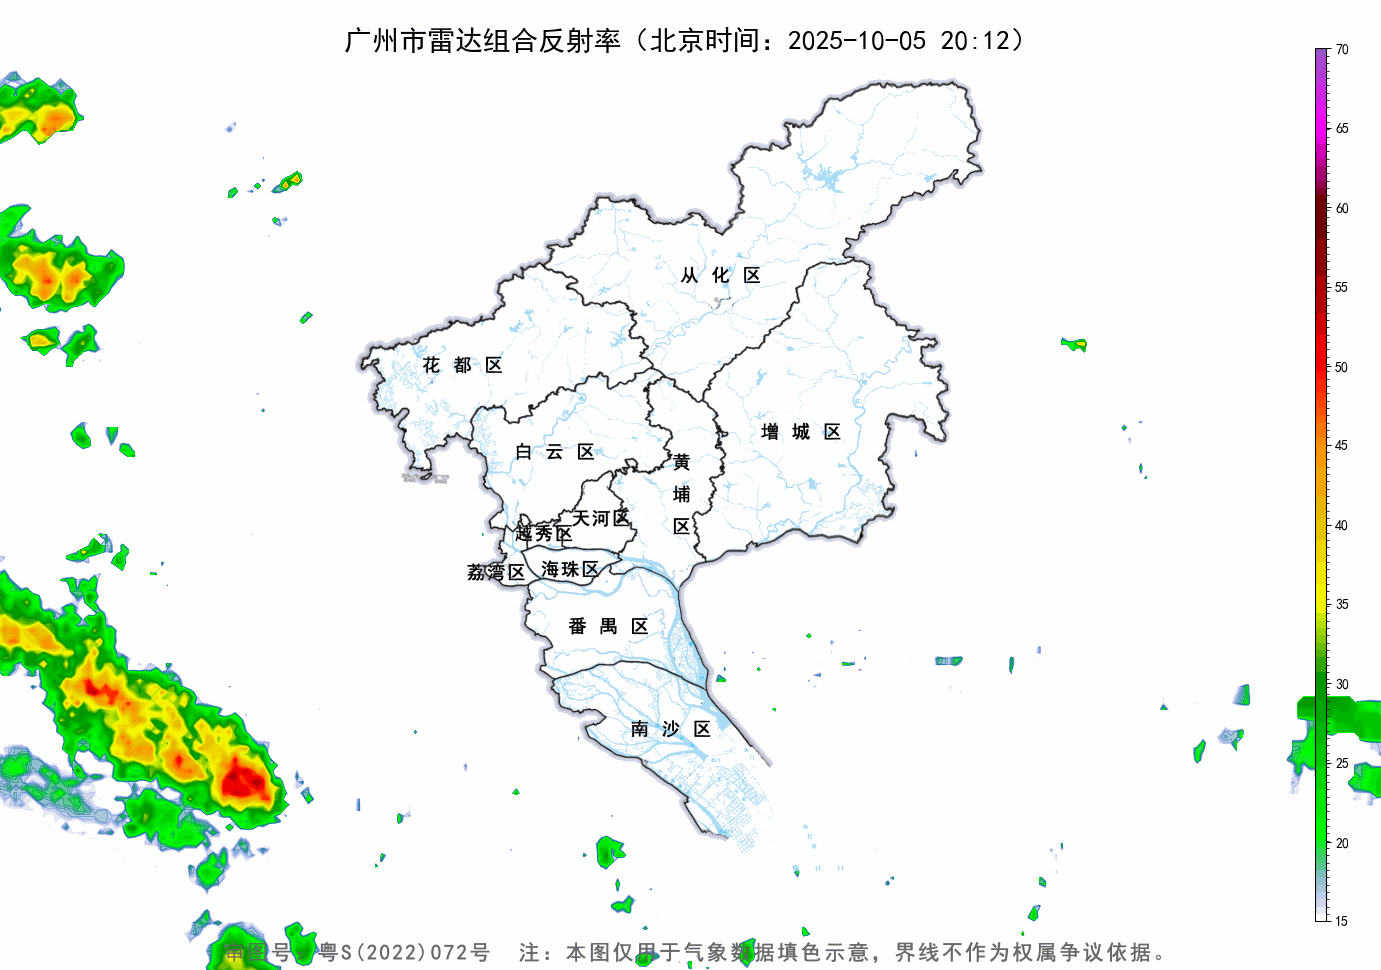 广州市雷达组合反射率（北京时间：2025-10-05 20:12）
70
65
60
55
50
45
40
35
30
25
20
15
从化区
花都区
增城区
白云区
黄埔区
天河区
越秀区
荔湾区
海珠区
番禺区
南沙区
审图号：粤S(2022)072号 注：本图仅用于气象数据填色示意，界线不作为权属争议依据。